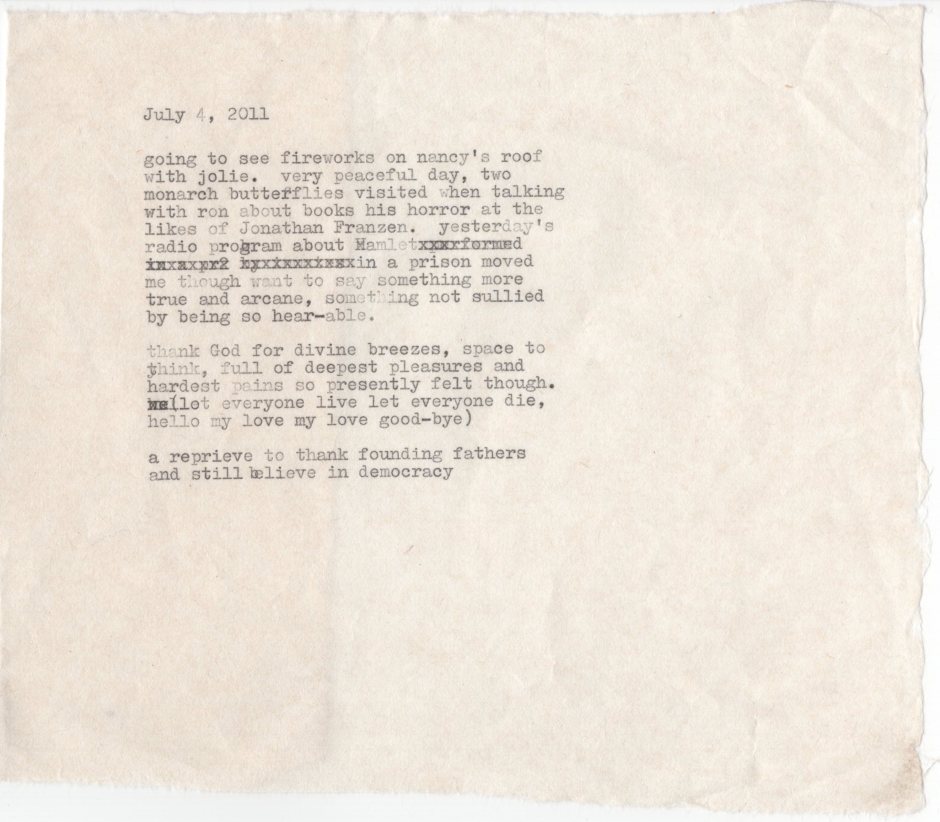 July 4, 2011
going to see fireworks on nancy's roof
with jolie.  very peaceful day, two
monarch butterflies visited when talking
with ron about books his horror at the
likes of Jonathan Franzen.  yesterday's
radio program about Hamlet
in a prison moved
me though want to say something more
true and arcane, something not sullied
by being so hear-able.
thank God for divine breezes, space to
think, full of deepest pleasures and
hardest pains so presently felt though.
(let everyone live let everyone die,
hello my love my love good-bye)
a reprieve to thank founding fathers
and still believe in democracy